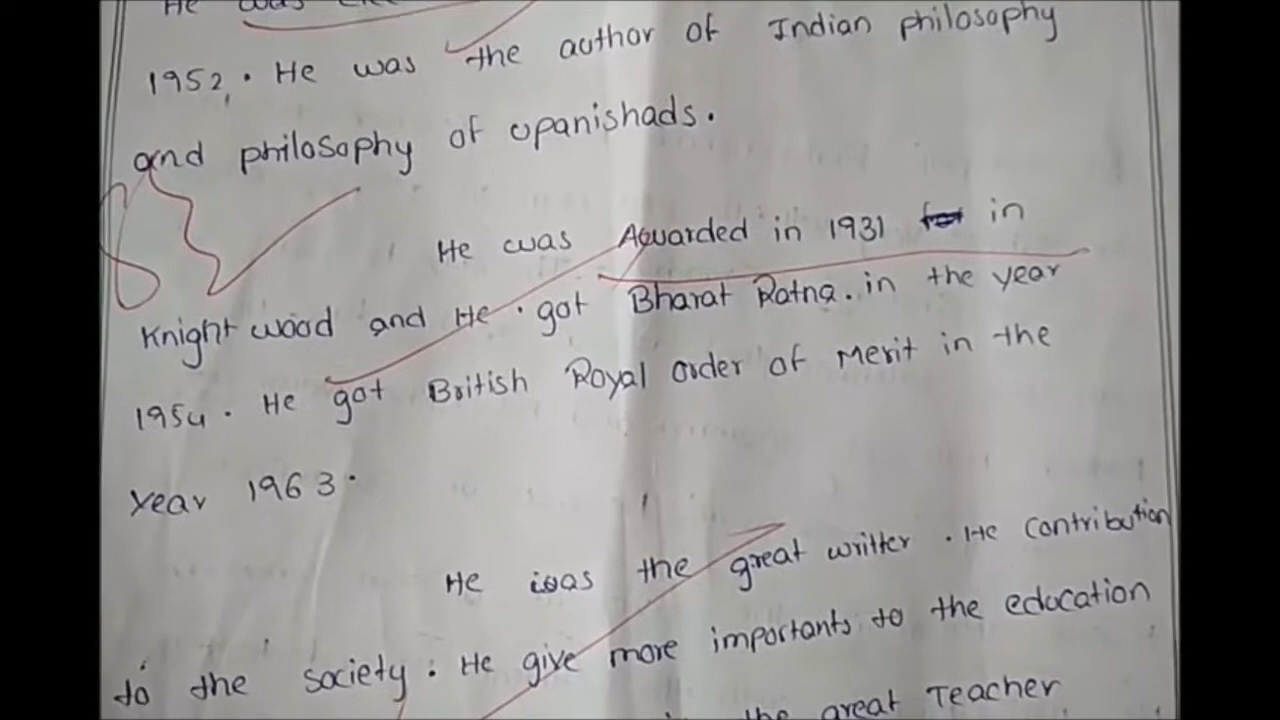 He was
1952. He was the author of Indian philosophy
and philosophy of upanishads.
He was Awarded in 1931 in
Knight wood and He. got Bharat Ratna. in the year
1954. He got British Royal order of Merit in the
year 1963.
He was the great writter. He contribution
to the society. He give more importants to the education
the great Teacher